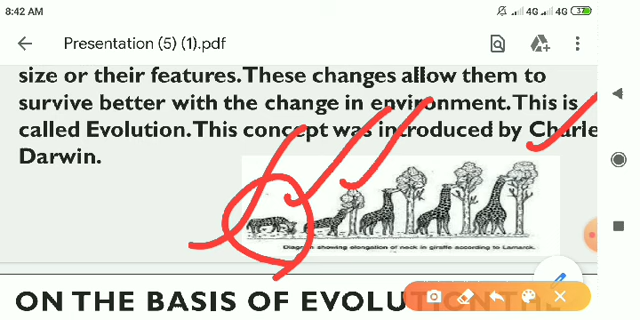 8:42 AM
4G 4G 37
Presentation (5) (1).pdf
size or their features. These changes allow them to
survive better with the change in environment. This is
called Evolution. This concept was introduced by Charle
Darwin.
Diagram showing elongation of neck in giraffe according to Lamarck.
ON THE BASIS OF EVOLUTION THE